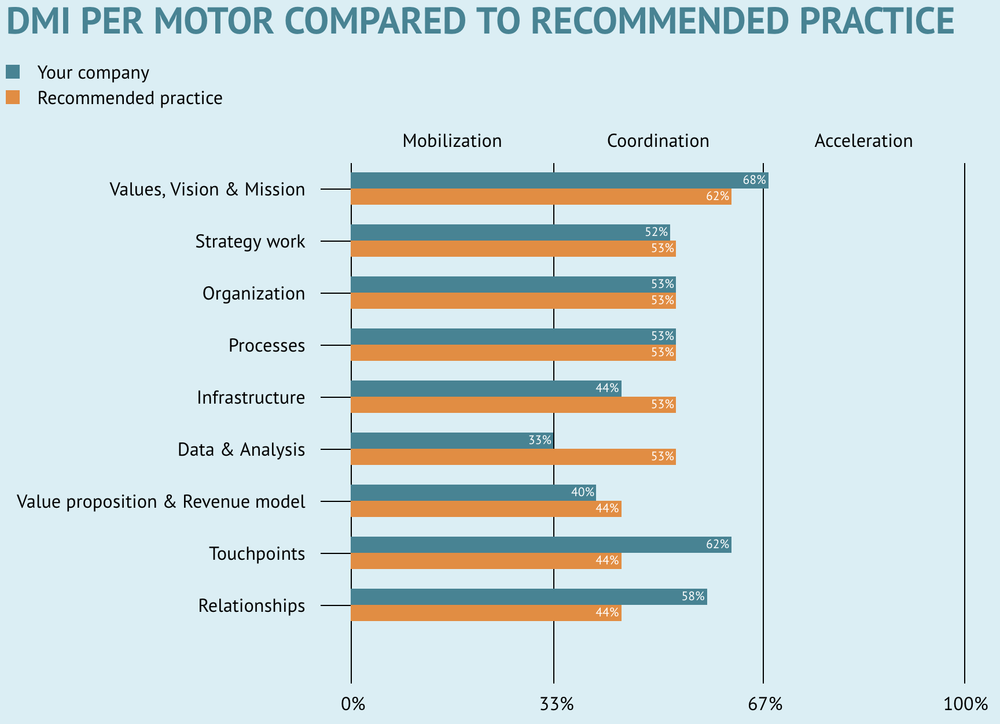 DMI PER MOTOR COMPARED TO RECOMMENDED PRACTICE
Your company
Recommended practice
Mobilization Coordination Acceleration
Values, Vision & Mission 68%
62%
Strategy work 52%
53%
Organization 53%
53%
Processes 53%
53%
Infrastructure 44%
53%
Data & Analysis 33%
53%
Value proposition & Revenue model 40%
44%
Touchpoints 62%
44%
Relationships 58%
44%
0% 33% 67% 100%